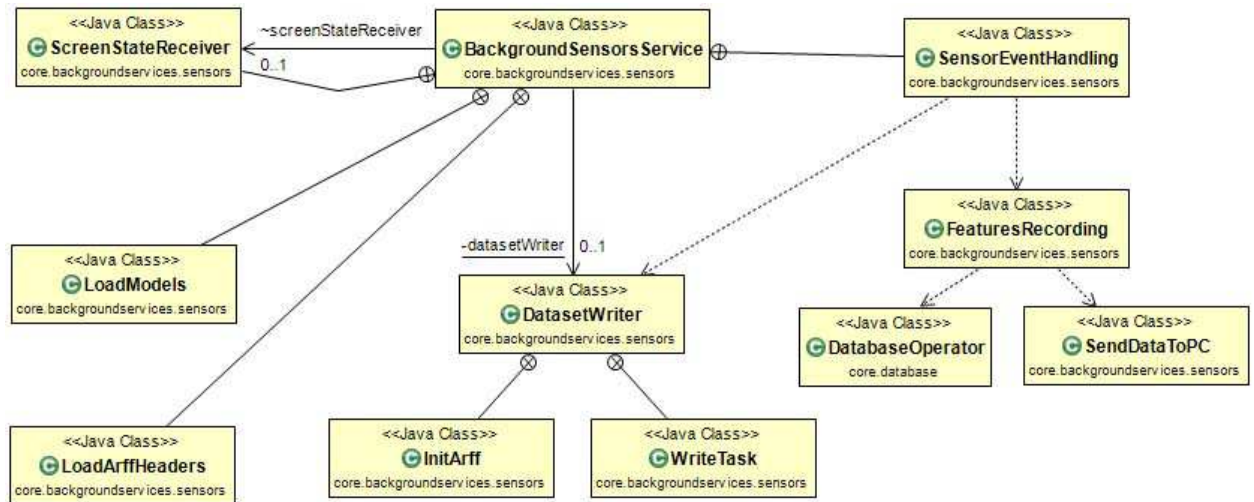 <<Java Class>>
ScreenStateReceiver
core.backgroundservices.sensors
~screenStateReceiver
0..1
<<Java Class>>
BackgroundSensorsService
core.backgroundservices.sensors
<<Java Class>>
SensorEventHandling
core.backgroundservices.sensors
<<Java Class>>
FeaturesRecording
core.backgroundservices.sensors
-datasetWriter
0..1
<<Java Class>>
LoadModels
core.backgroundservices.sensors
<<Java Class>>
DatasetWriter
core.backgroundservices.sensors
<<Java Class>>
DatabaseOperator
core.database
<<Java Class>>
SendDataToPC
core.backgroundservices.sensors
<<Java Class>>
LoadArffHeaders
core.backgroundservices.sensors
<<Java Class>>
InitArff
core.backgroundservices.sensors
<<Java Class>>
WriteTask
core.backgroundservices.sensors